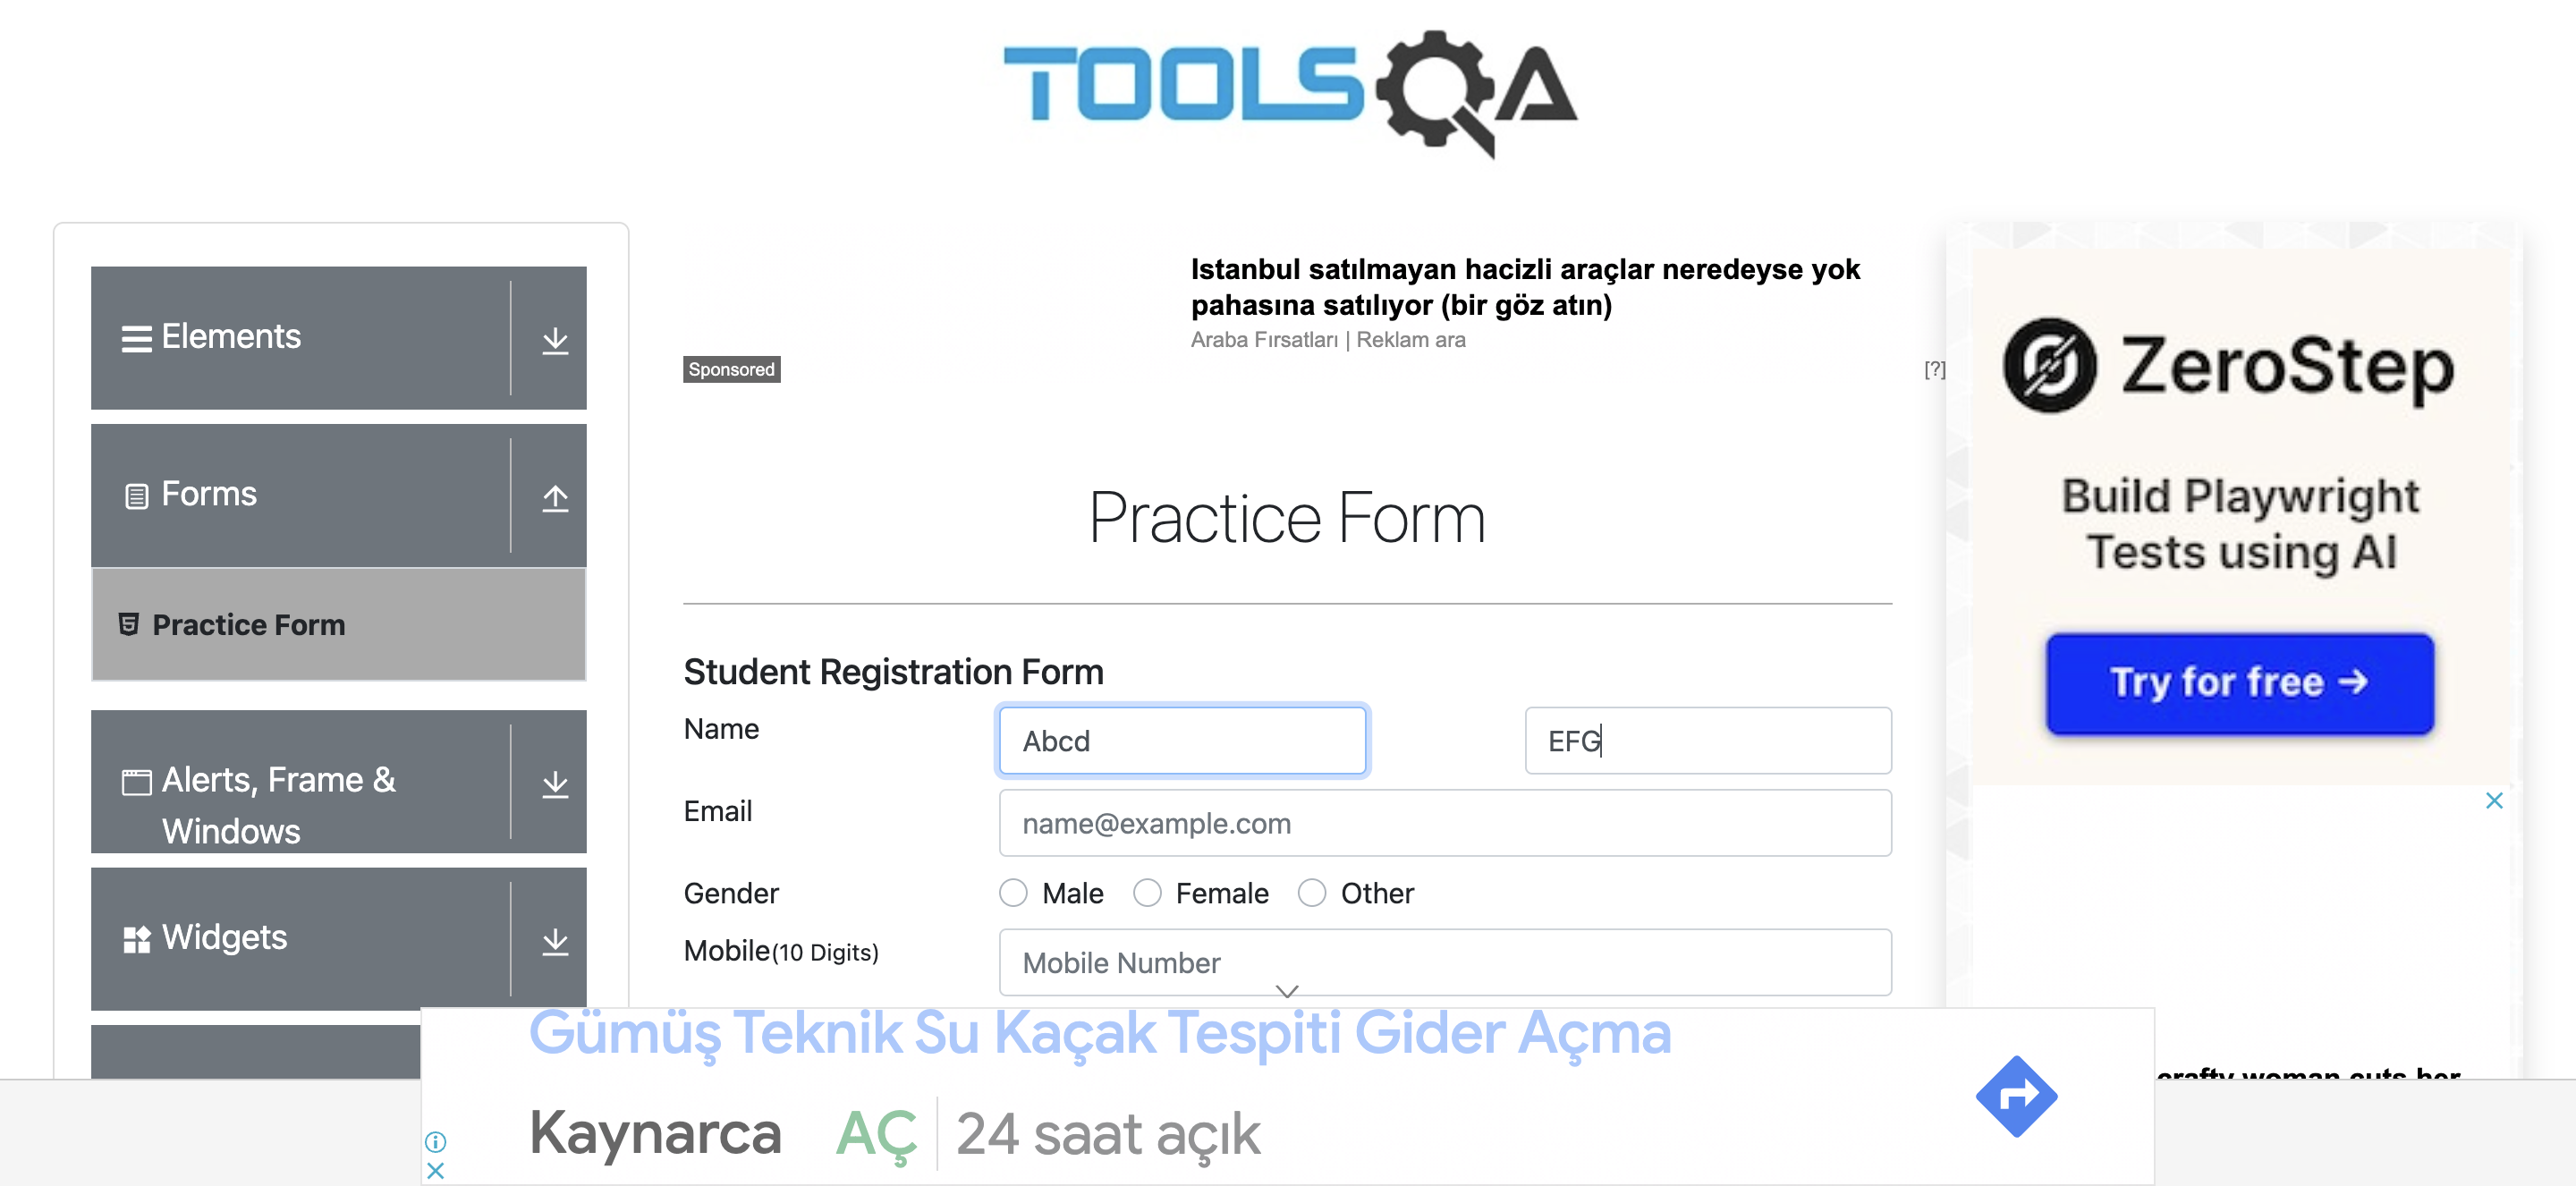 TOOLSQA
Elements
Forms
Practice Form
Alerts, Frame &
Windows
Widgets
Istanbul satılmayan hacizli araçlar neredeyse yok
pahasına satılıyor (bir göz atın)
Araba Fırsatları | Reklam ara
Sponsored
[?]
Practice Form
Student Registration Form
Name
Abcd
EFG
Email
name@example.com
Gender
Male
Female
Other
Mobile(10 Digits)
Mobile Number
ZeroStep
Build Playwright
Tests using AI
Try for free →
crafty woman cuts her
Gümüş Teknik Su Kaçak Tespiti Gider Açma
Kaynarca AÇ | 24 saat açık